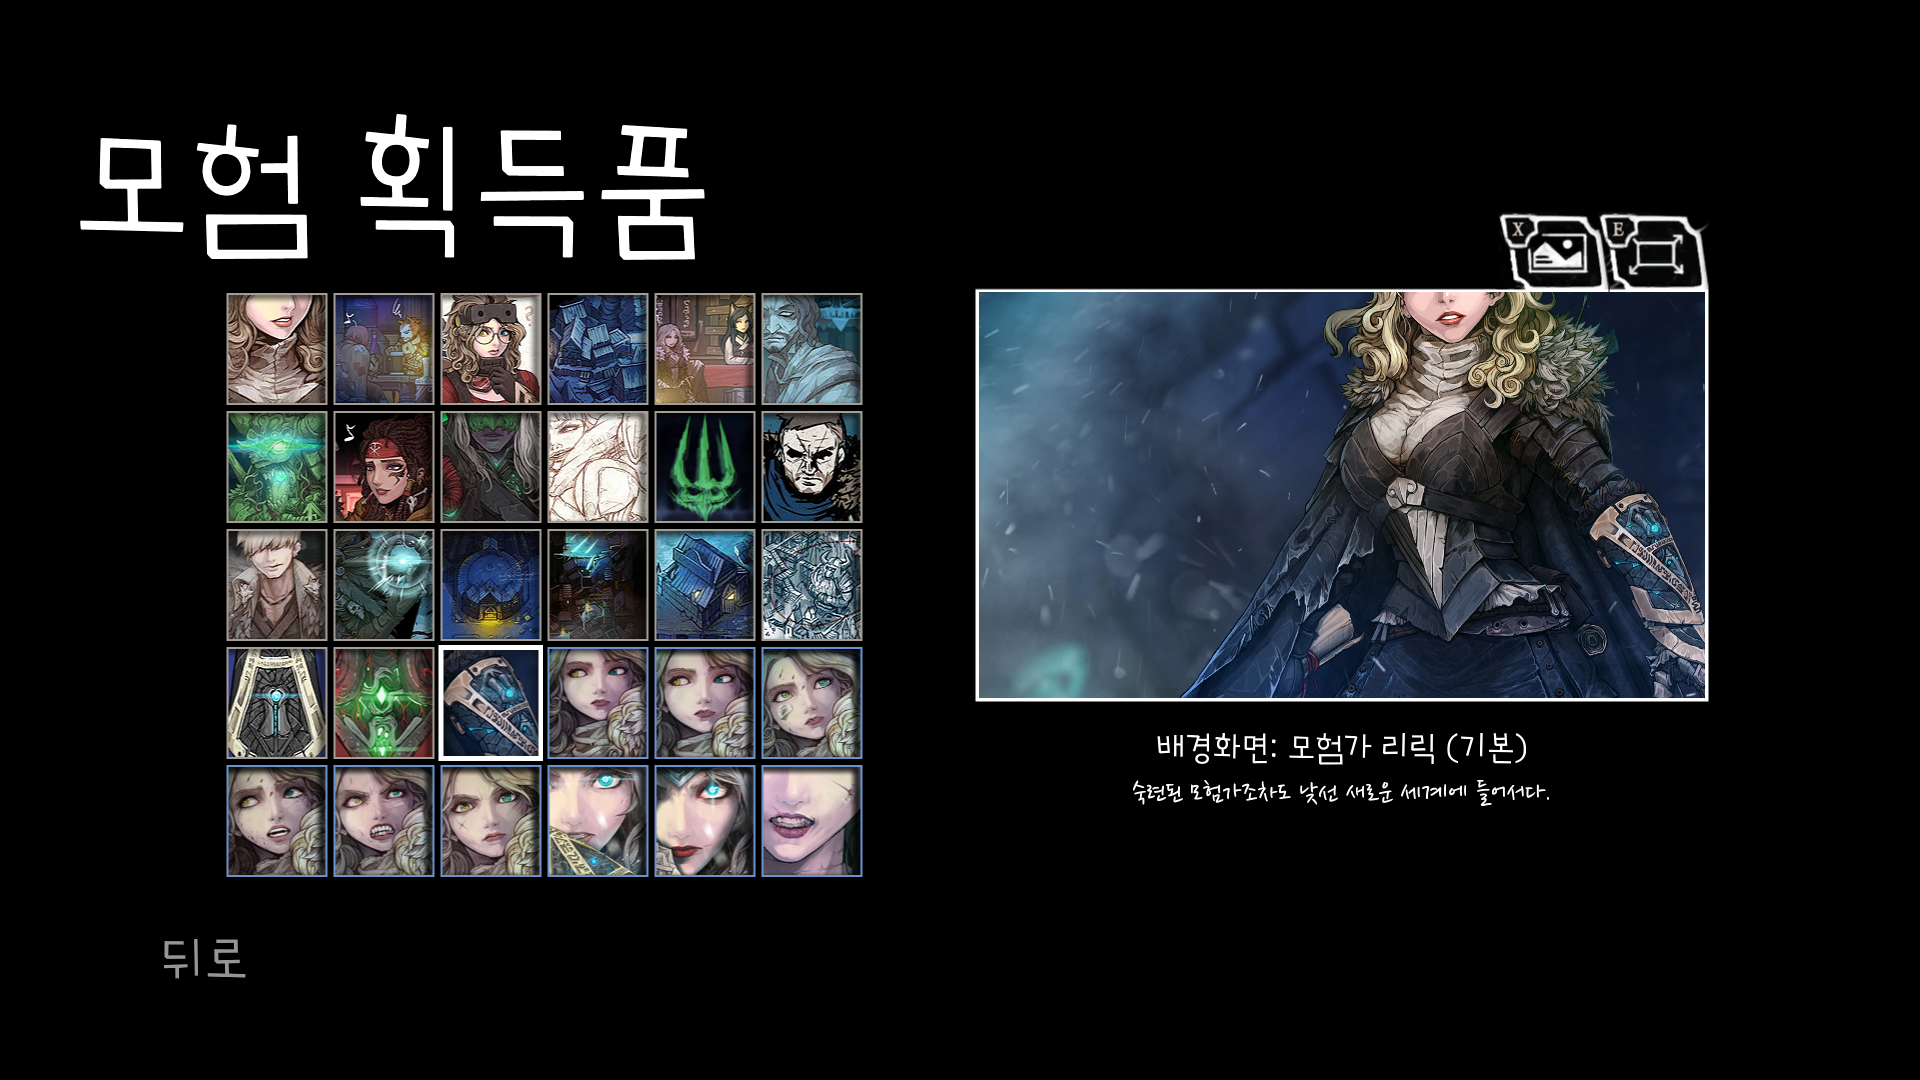 모험 획득품
X
E
배경화면: 모험가 리릭 (기본)
숙련된 모험가조차도 낯선 새로운 세계에 들어서다.
뒤로